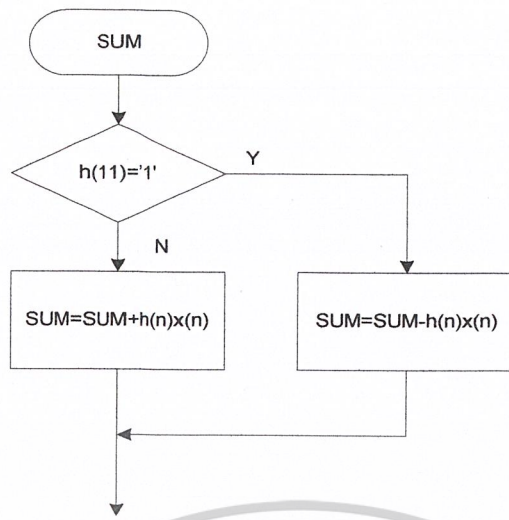 SUM
h(11)='1'
Y
N
SUM=SUM+h(n)x(n)
SUM=SUM-h(n)x(n)